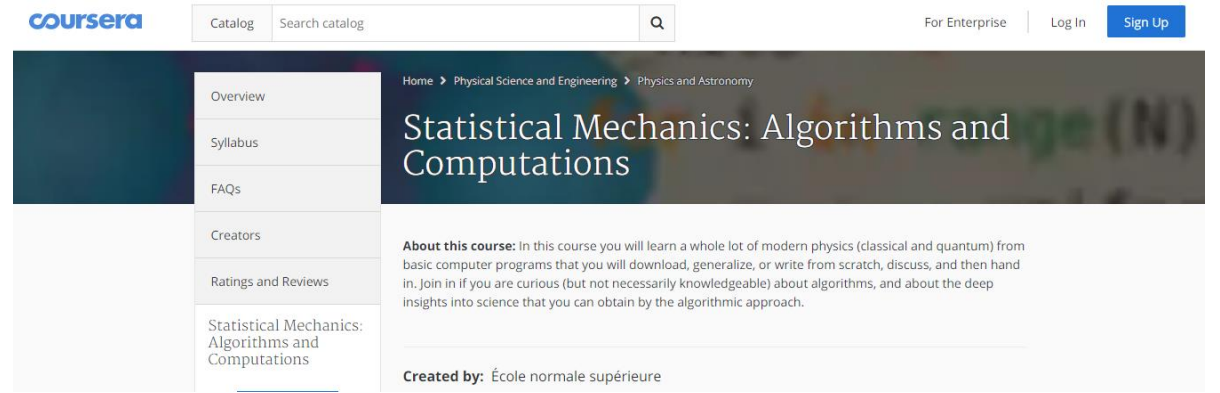 coursera
Catalog
Search catalog
For Enterprise
Log In
Sign Up
Overview
Syllabus
FAQs
Creators
Ratings and Reviews
Statistical Mechanics:
Algorithms and
Computations
Home > Physical Science and Engineering > Physics and Astronomy
Statistical Mechanics: Algorithms and
Computations
range(N)
About this course: In this course you will learn a whole lot of modern physics (classical and quantum) from
basic computer programs that you will download, generalize, or write from scratch, discuss, and then hand
in. Join in if you are curious (but not necessarily knowledgeable) about algorithms, and about the deep
insights into science that you can obtain by the algorithmic approach.
Created by: École normale supérieure